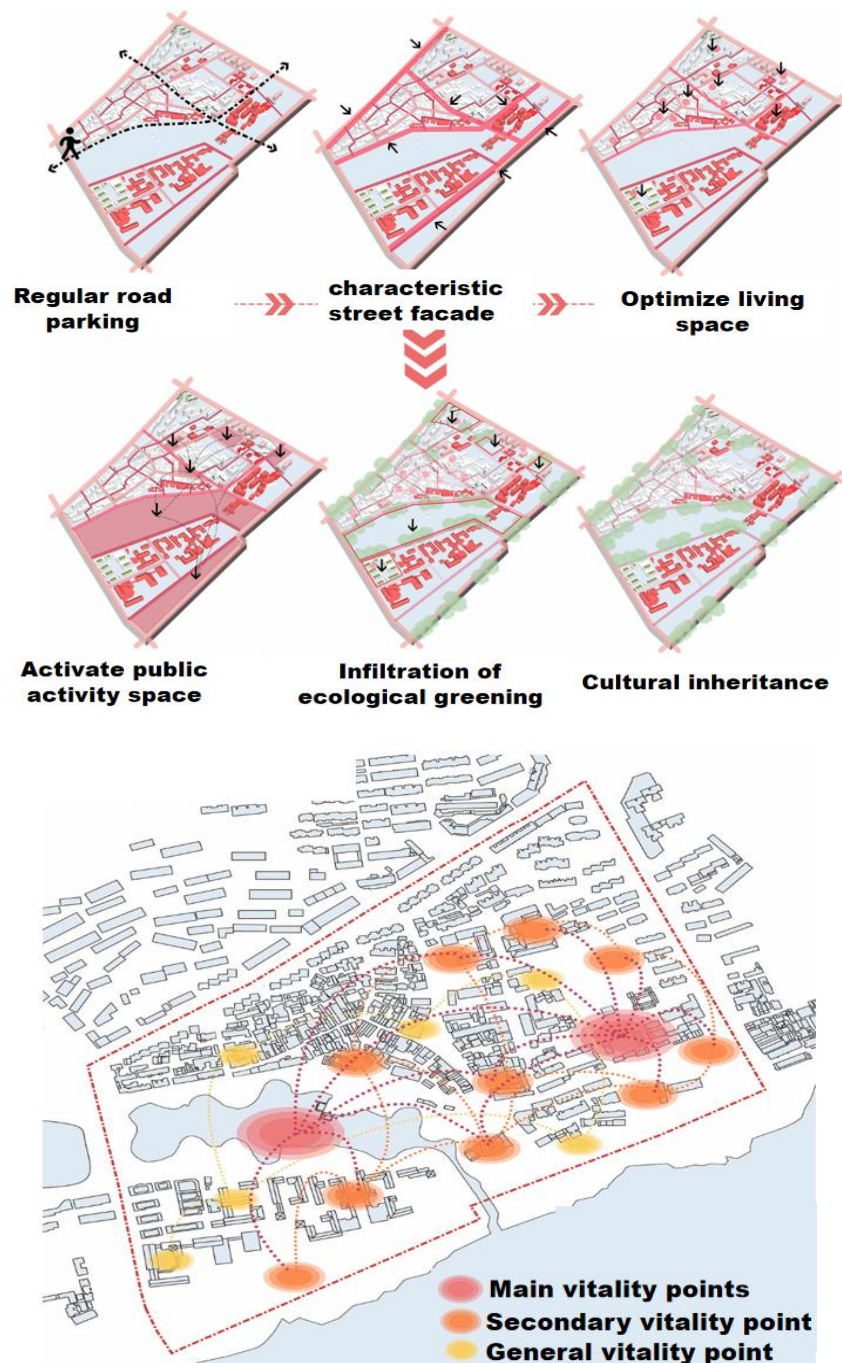 Regular road
parking
characteristic
street facade
Optimize living
space
Activate public
activity space
Infiltration of
ecological greening
Cultural inheritance
Main vitality points
Secondary vitality point
General vitality point